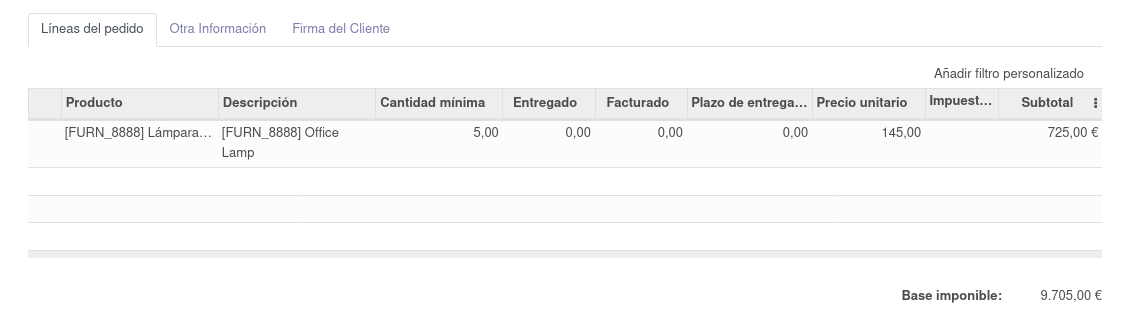 Líneas del pedido Otra Información Firma del Cliente
Añadir filtro personalizado
Producto Descripción Cantidad mínima Entregado Facturado Plazo de entrega... Precio unitario Impuest... Subtotal
[FURN_8888] Lámpara... [FURN_8888] Office 5,00 0,00 0,00 0,00 145,00 725,00 €
Lamp
Base imponible: 9.705,00 €